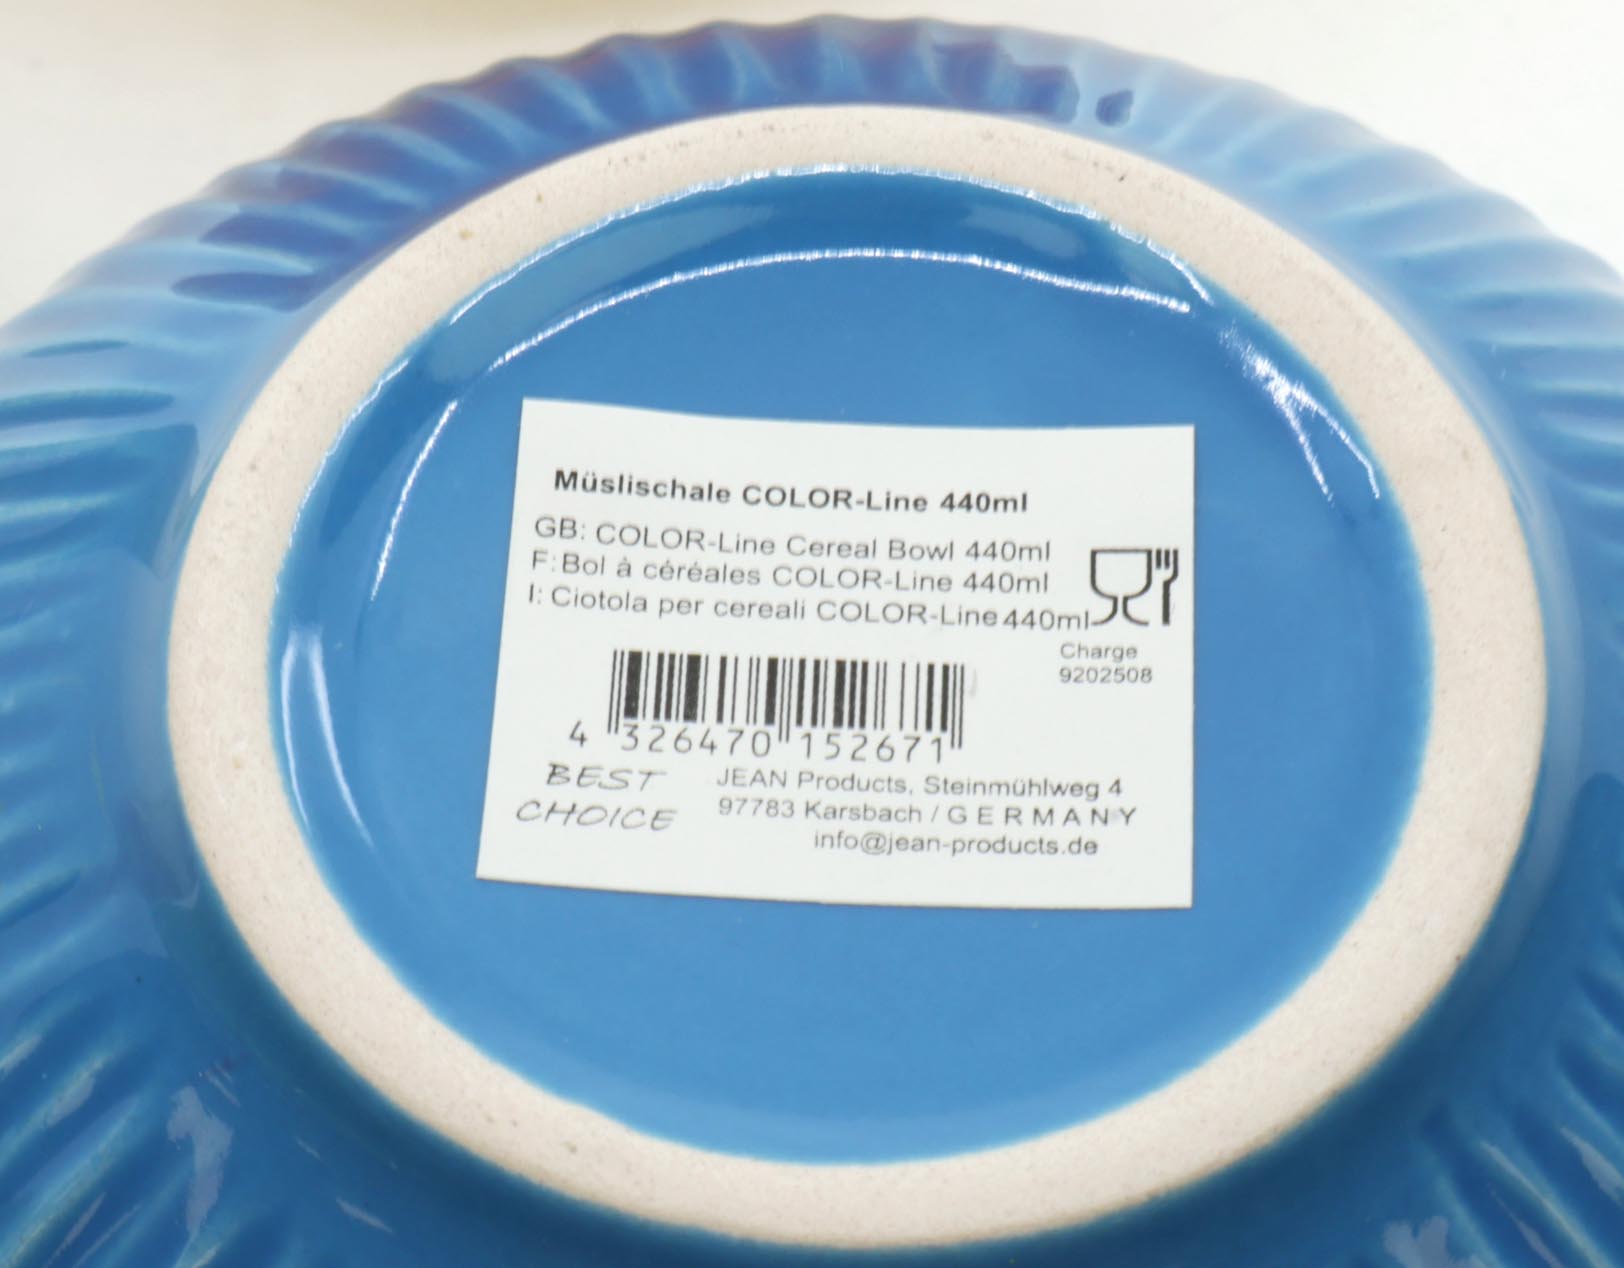 Müslischale COLOR-Line 440ml
GB: COLOR-Line Cereal Bowl 440ml
F: Bol à céréales COLOR-Line 440ml
I: Ciotola per cereali COLOR-Line 440ml
Charge
9202508
4 326470 152671
BEST
CHOICE
JEAN Products, Steinmühlweg 4
97783 Karsbach / GERMANY
info@jean-products.de